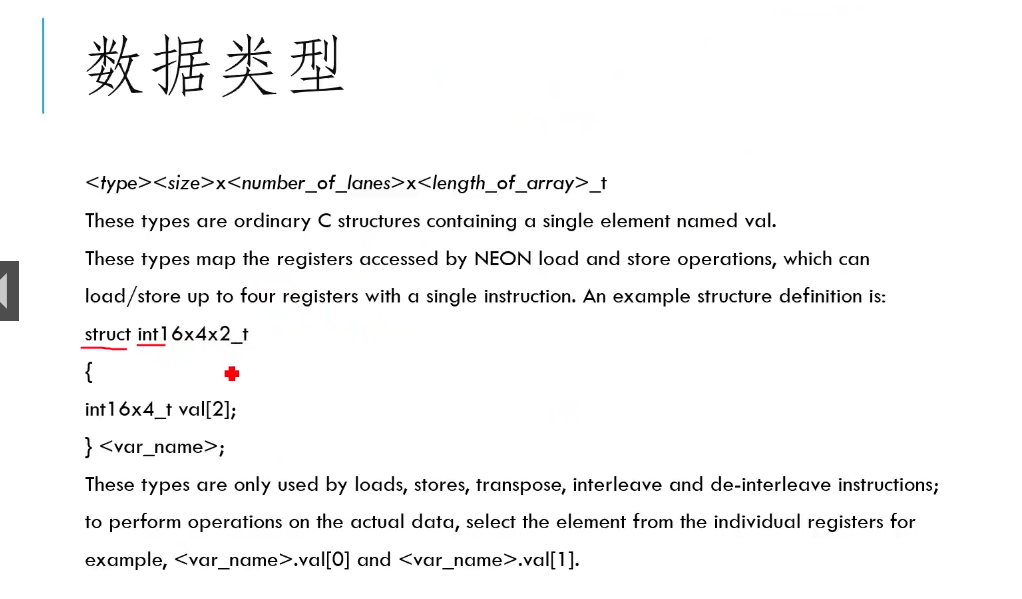 数据类型
<type><size>x<number_of_lanes>x<length_of_array>_t
These types are ordinary C structures containing a single element named val.
These types map the registers accessed by NEON load and store operations, which can
load/store up to four registers with a single instruction. An example structure definition is:
struct int16x4x2_t
{
int16x4_t val[2];
} <var_name>;
These types are only used by loads, stores, transpose, interleave and de-interleave instructions;
to perform operations on the actual data, select the element from the individual registers for
example, <var_name>.val[0] and <var_name>.val[1].